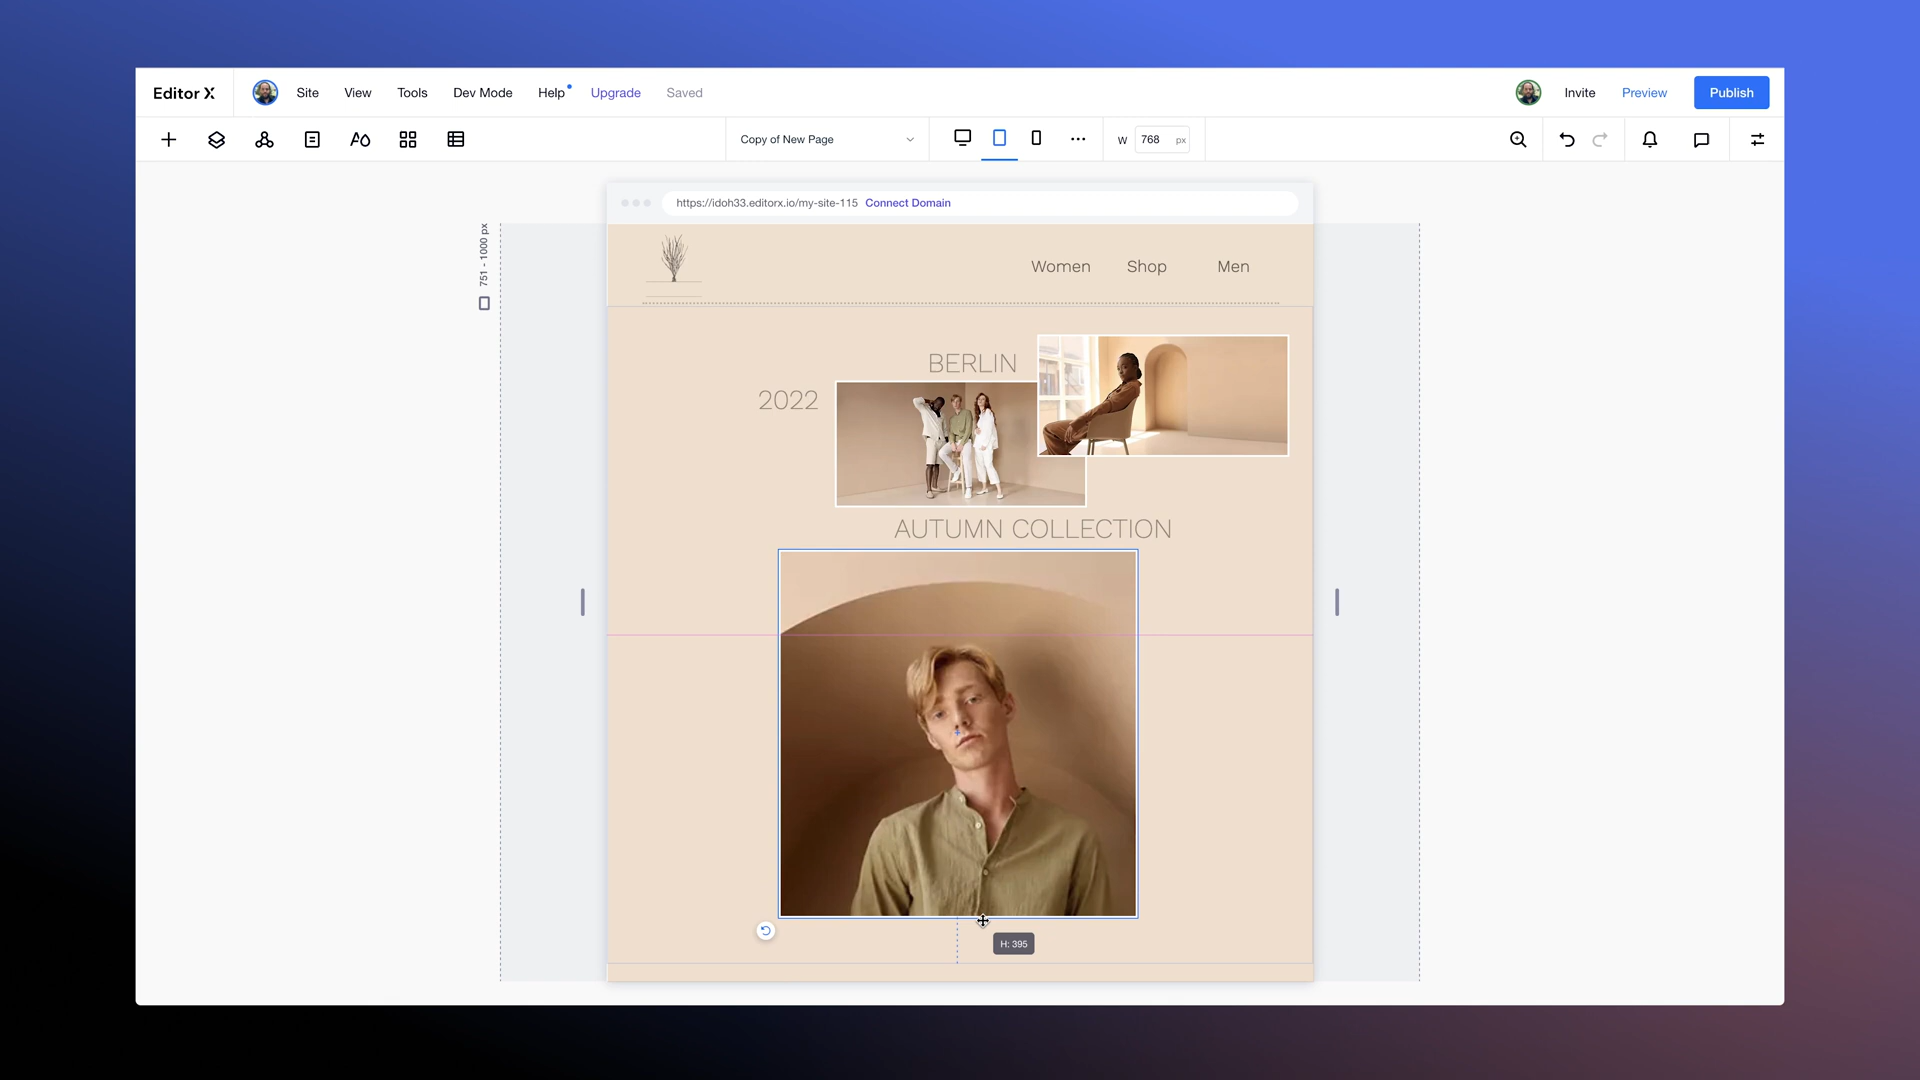 Editor X Site View Tools Dev Mode Help Upgrade Saved Invite Preview Publish
Copy of New Page W 768 px
https://idoh33.editorx.io/my-site-115 Connect Domain
751 - 1000 px
Women Shop Men
BERLIN
2022
AUTUMN COLLECTION
H: 395